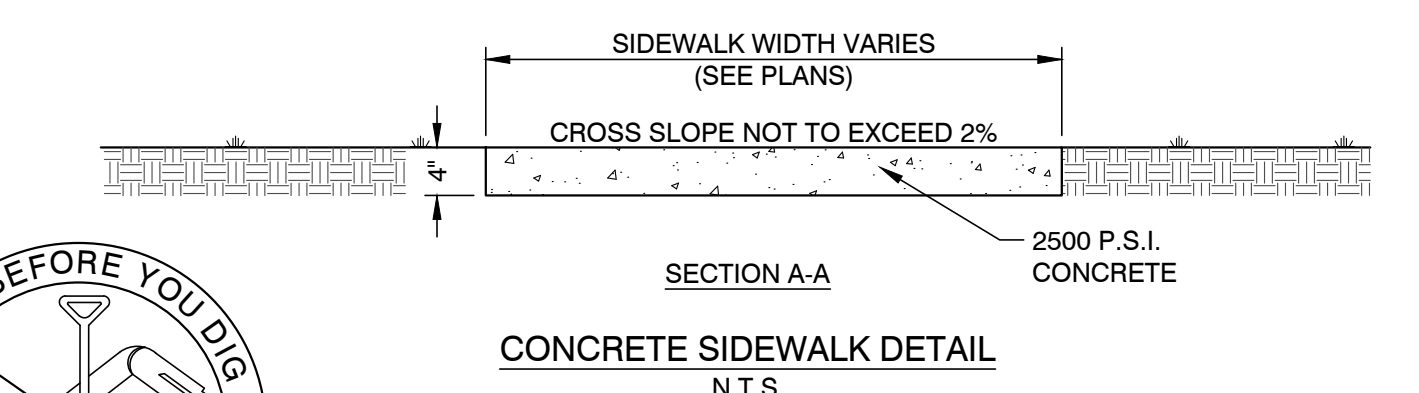 SIDEWALK WIDTH VARIES
(SEE PLANS)
CROSS SLOPE NOT TO EXCEED 2%
4"
2500 P.S.I.
CONCRETE
SECTION A-A
BEFORE YOU DIG
CONCRETE SIDEWALK DETAIL
N.T.S.